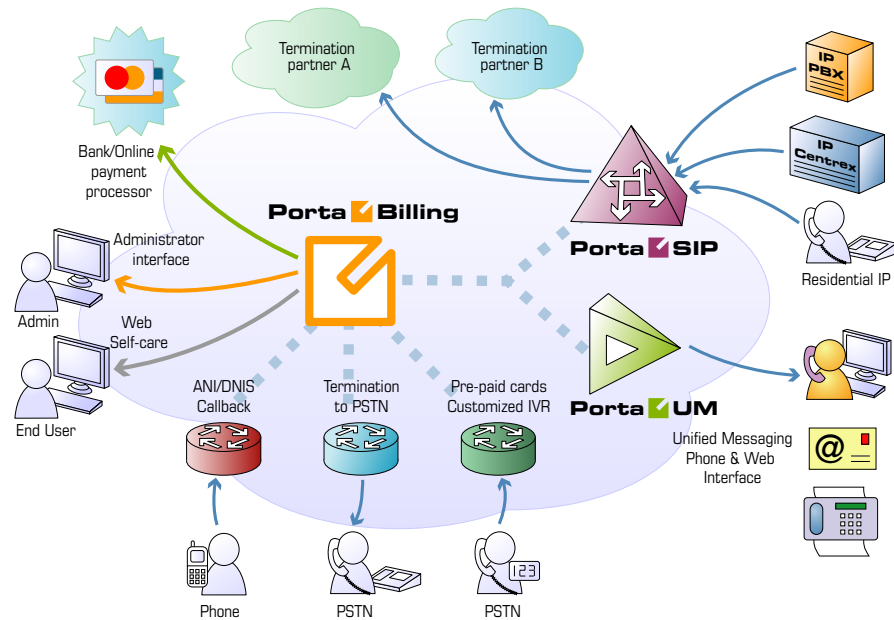 Termination
partner A
Termination
partner B
IP
PBX
IP
Centrex
Bank/Online
payment
processor
Porta Billing
Administrator
interface
Porta SIP
Residential IP
Admin
Web
Self-care
End User
ANI/DNIS
Callback
Termination
to PSTN
Pre-paid cards
Customized IVR
Porta UM
Unified Messaging
Phone & Web
Interface
@
123
Phone
PSTN
PSTN